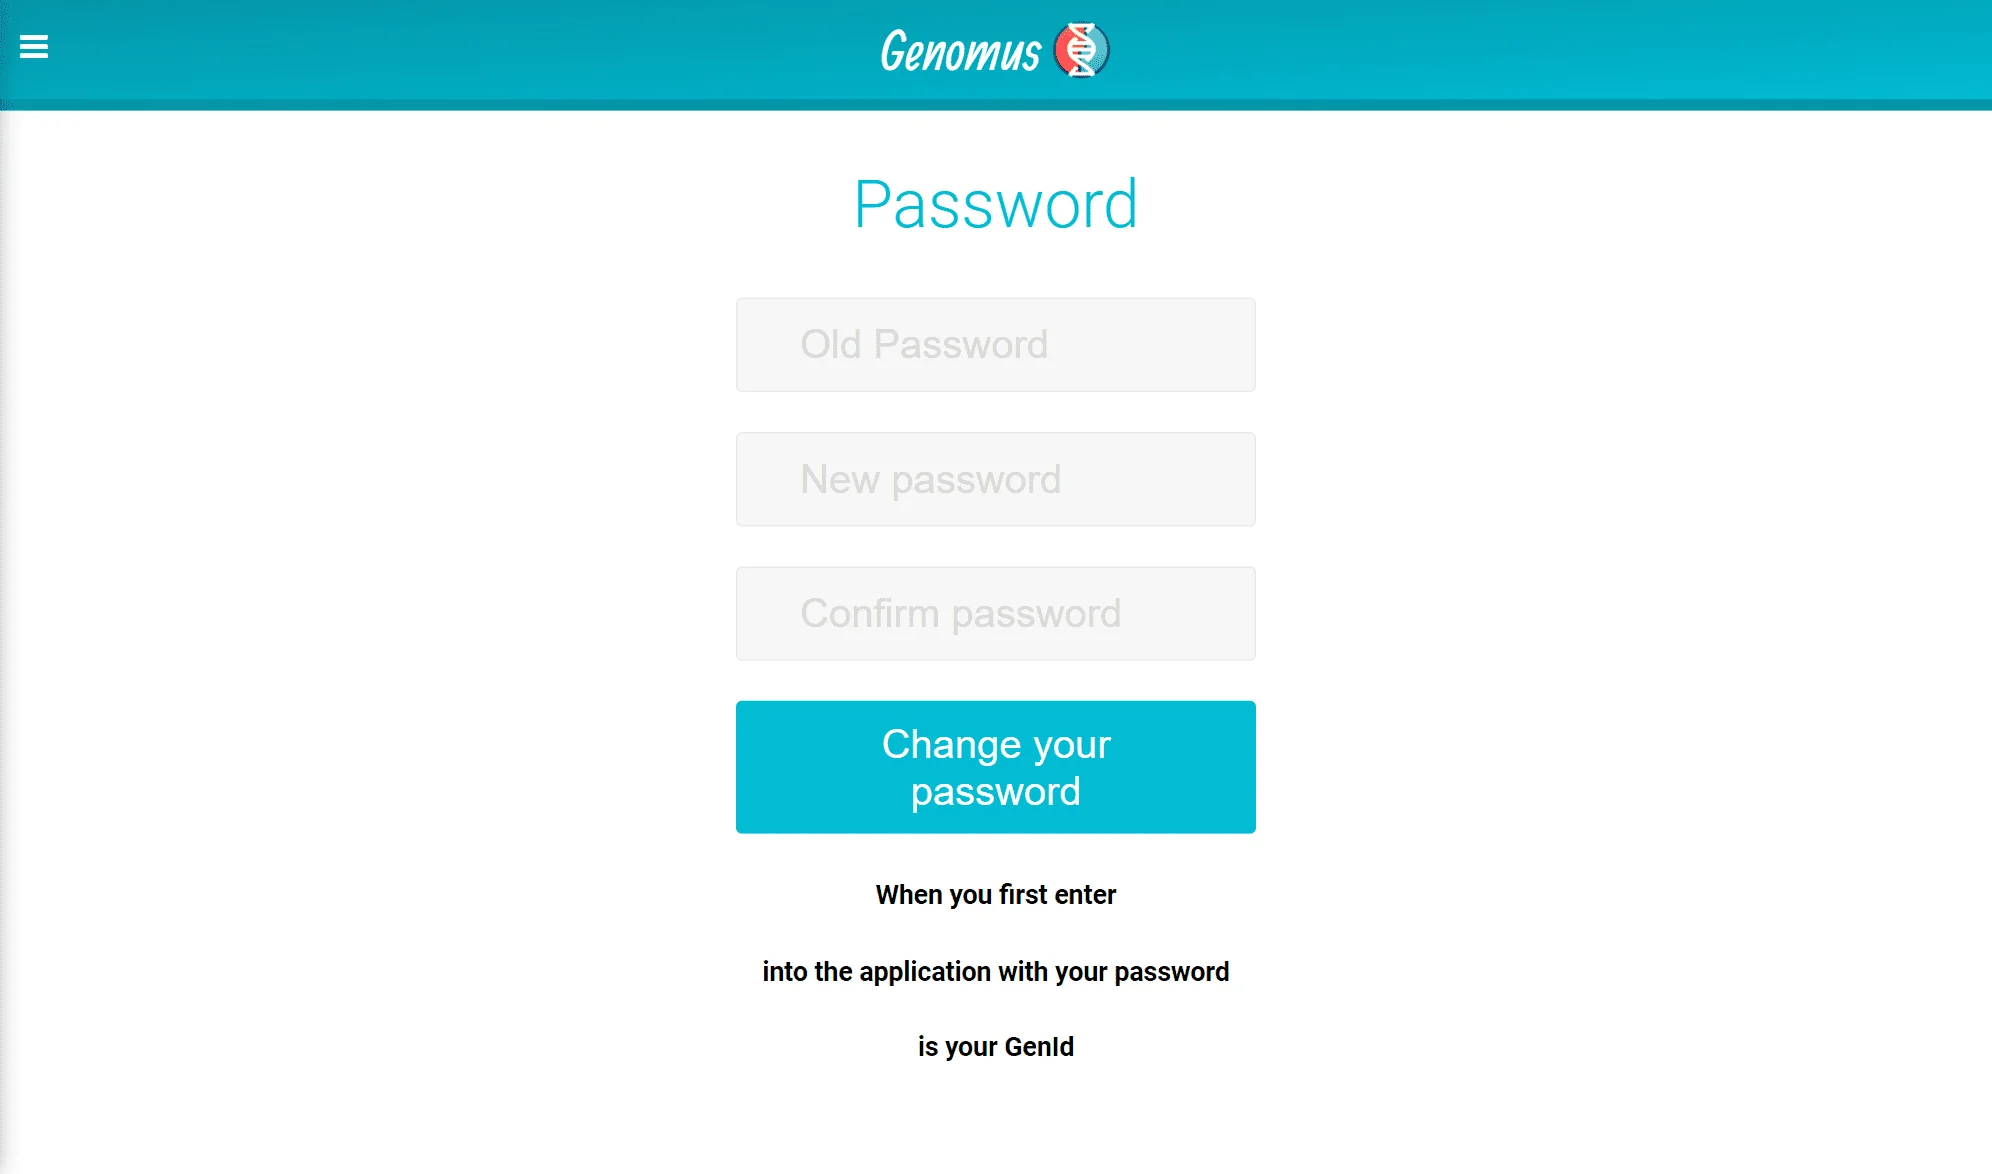 Genomus
Password
Old Password
New password
Confirm password
Change your
password
When you first enter
into the application with your password
is your GenId